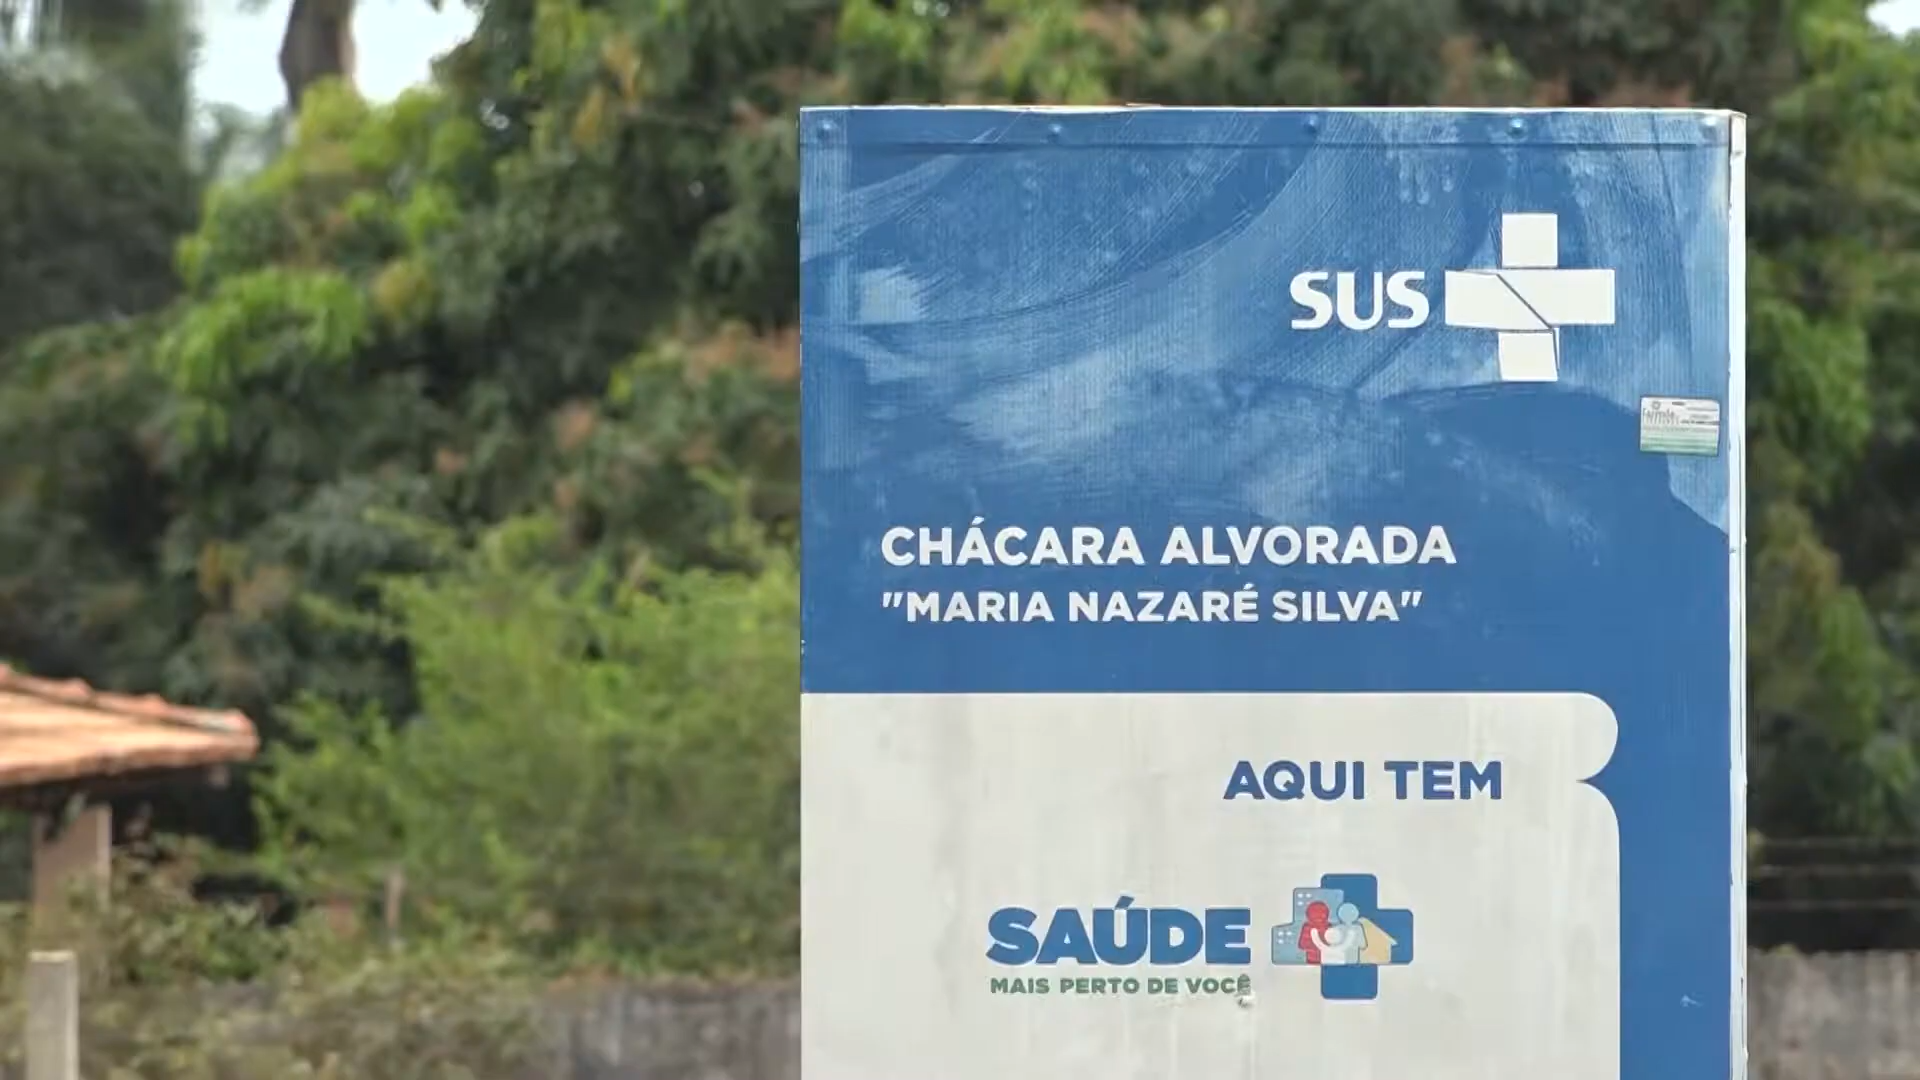 SUS
CHÁCARA ALVORADA
"MARIA NAZARÉ SILVA"
AQUI TEM
SAÚDE
MAIS PERTO DE VOCÊ